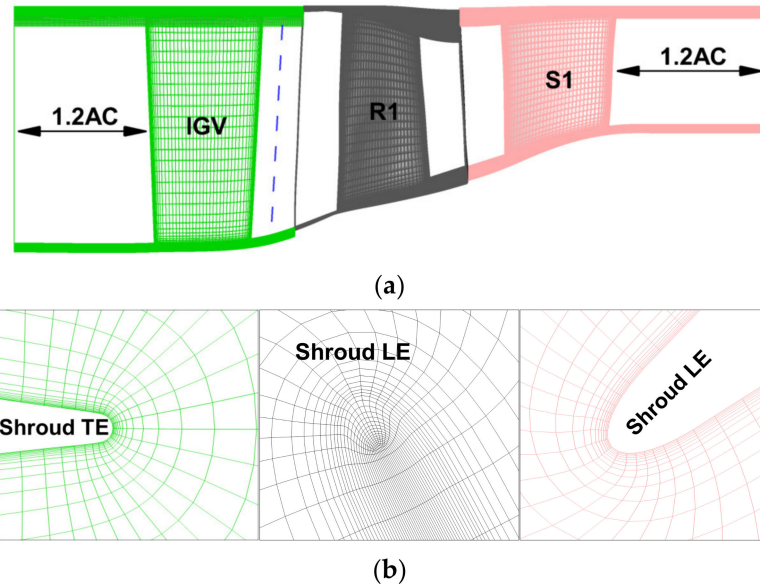 1.2AC
IGV
R1
S1
1.2AC
(a)
Shroud TE
Shroud LE
Shroud LE
(b)